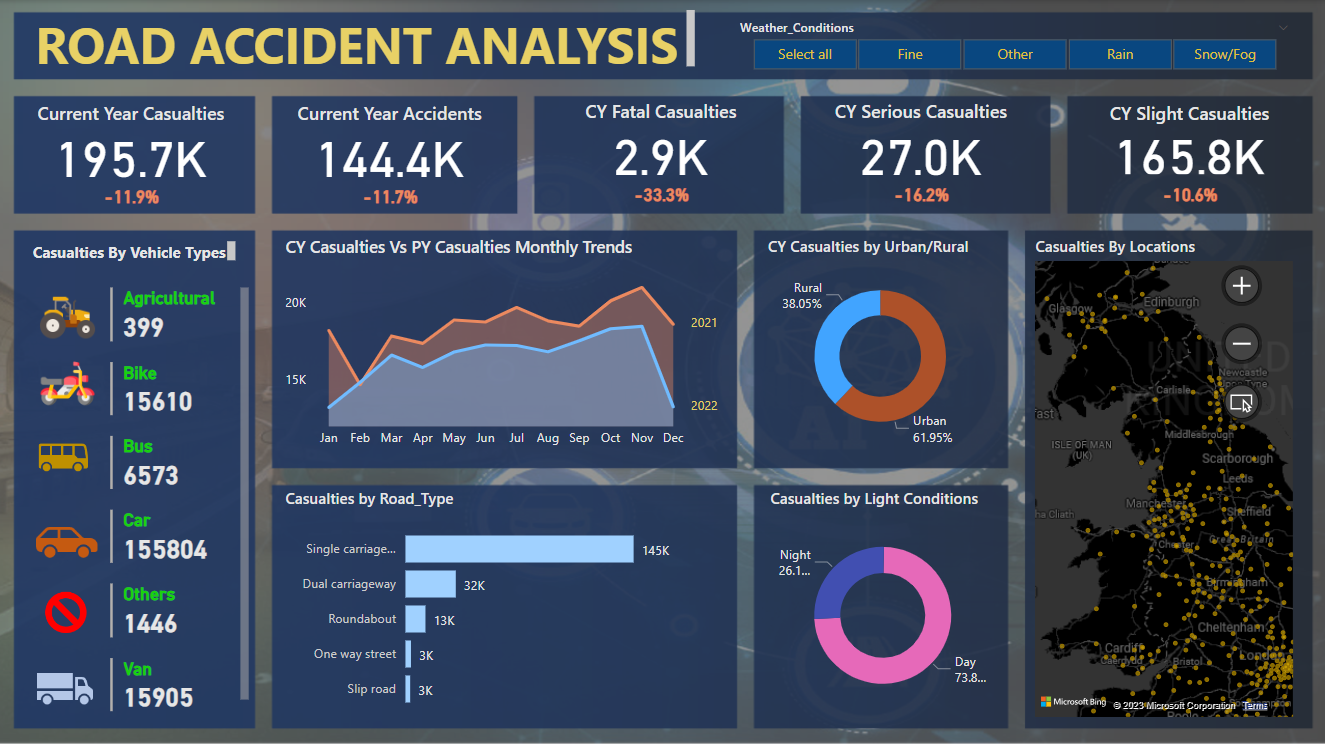 ROAD ACCIDENT ANALYSIS
Weather_Conditions
Select all
Fine
Other
Rain
Snow/Fog
Current Year Casualties
195.7K
-11.9%
Current Year Accidents
144.4K
-11.7%
CY Fatal Casualties
2.9K
-33.3%
CY Serious Casualties
27.0K
-16.2%
CY Slight Casualties
165.8K
-10.6%
Casualties By Vehicle Types
Agricultural
399
Bike
15610
Bus
6573
Car
155804
Others
1446
Van
15905
CY Casualties Vs PY Casualties Monthly Trends
20K
15K
2021
2022
Jan Feb Mar Apr May Jun Jul Aug Sep Oct Nov Dec
CY Casualties by Urban/Rural
Rural
38.05%
Urban
61.95%
Casualties by Road_Type
Single carriage...
145K
Dual carriageway
32K
Roundabout
13K
One way street
3K
Slip road
3K
Casualties by Light Conditions
Night
26.1...
Day
73.8...
Casualties By Locations
Edinburgh
Glasgow
UNITED
Newcastle
Upon Tyne
Carlisle
ISLE OF MAN
(UK)
Middlesbrough
Scarborough
Leeds
Manchester
ha Cliath
Sheffield
Chester
Great Britain
Birmingham
Cheltenham
Cardiff
Caerdydd
Bristol
London
Microsoft Bing
© 2023 Microsoft Corporation
Terms